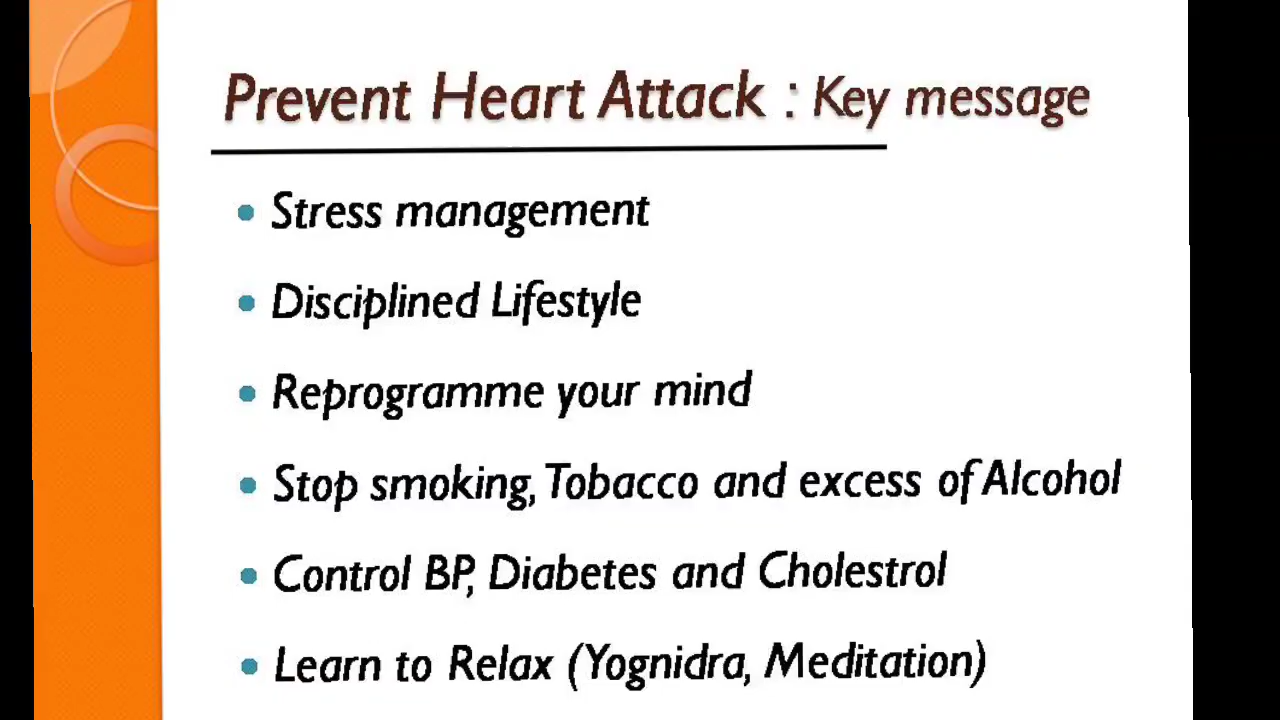 Prevent Heart Attack : Key message
• Stress management
• Disciplined Lifestyle
• Reprogramme your mind
• Stop smoking, Tobacco and excess of Alcohol
• Control BP, Diabetes and Cholestrol
• Learn to Relax (Yognidra, Meditation)